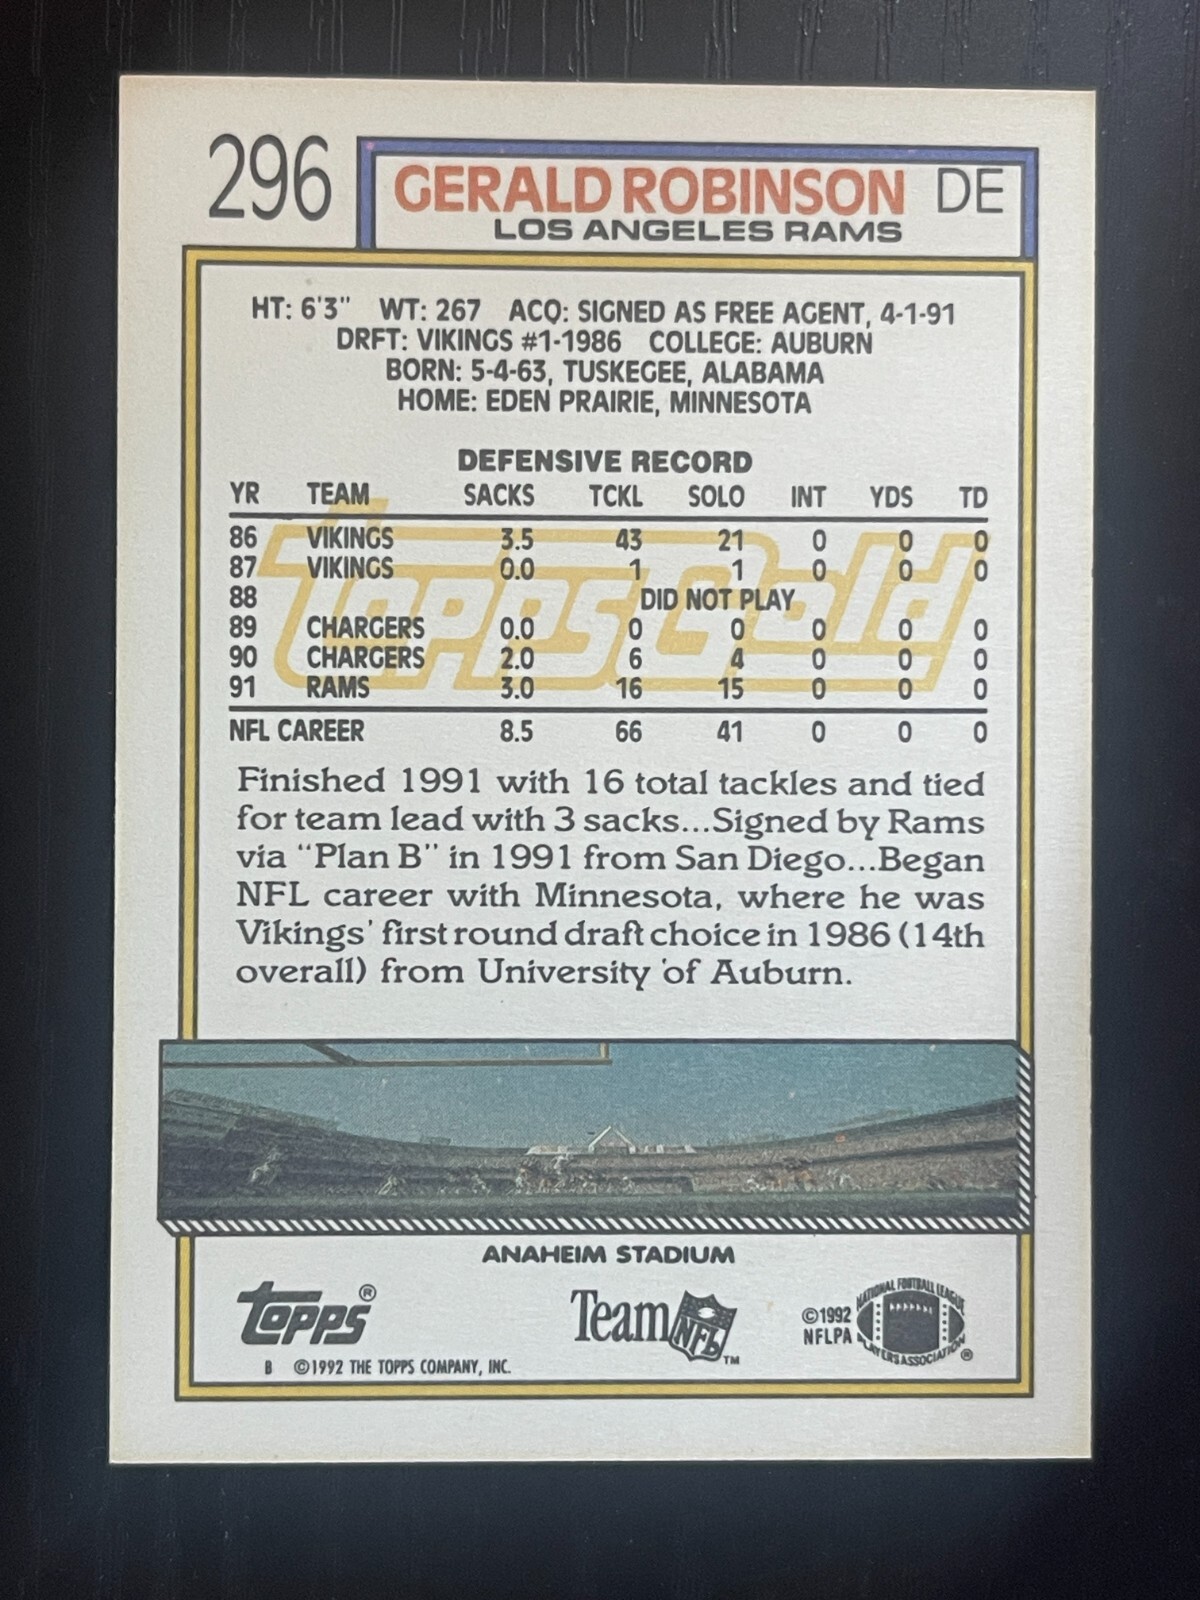 296 GERALD ROBINSON DE
LOS ANGELES RAMS
HT: 6'3" WT: 267 ACQ: SIGNED AS FREE AGENT, 4-1-91
DRFT: VIKINGS #1-1986 COLLEGE: AUBURN
BORN: 5-4-63, TUSKEGEE, ALABAMA
HOME: EDEN PRAIRIE, MINNESOTA
DEFENSIVE RECORD
YR TEAM SACKS TCKL SOLO INT YDS TD
Topps Gold
86 VIKINGS 3.5 43 21 0 0 0
87 VIKINGS 0.0 1 1 0 0 0
88 DID NOT PLAY
89 CHARGERS 0.0 0 0 0 0 0
90 CHARGERS 2.0 6 4 0 0 0
91 RAMS 3.0 16 15 0 0 0
NFL CAREER 8.5 66 41 0 0 0
Finished 1991 with 16 total tackles and tied
for team lead with 3 sacks...Signed by Rams
via "Plan B" in 1991 from San Diego...Began
NFL career with Minnesota, where he was
Vikings' first round draft choice in 1986 (14th
overall) from University of Auburn.
ANAHEIM STADIUM
Topps®
B ©1992 THE TOPPS COMPANY, INC.
Team NFL™
©1992
NFLPA
NATIONAL FOOTBALL LEAGUE
PLAYERS ASSOCIATION®